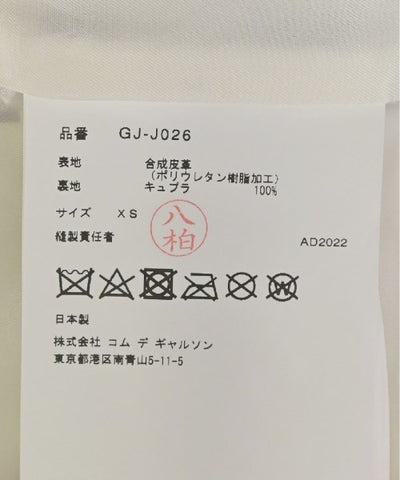 品番 GJ-J026
表地 合成皮革
(ポリウレタン樹脂加工)
裏地 キュプラ 100%
サイズ XS
八柏
縫製責任者
AD2022
日本製
株式会社 コム デ ギャルソン
東京都港区南青山5-11-5